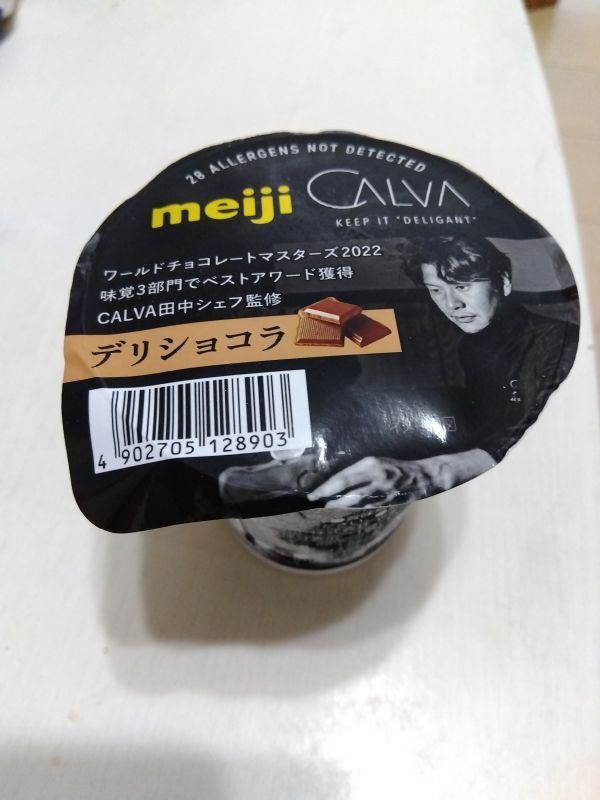 28 ALLERGENS NOT DETECTED
meiji CALVA
KEEP IT "DELIGANT"
ワールドチョコレートマスターズ2022
味覚3部門でベストアワード獲得
CALVA田中シェフ監修
デリショコラ
4 902705 128903